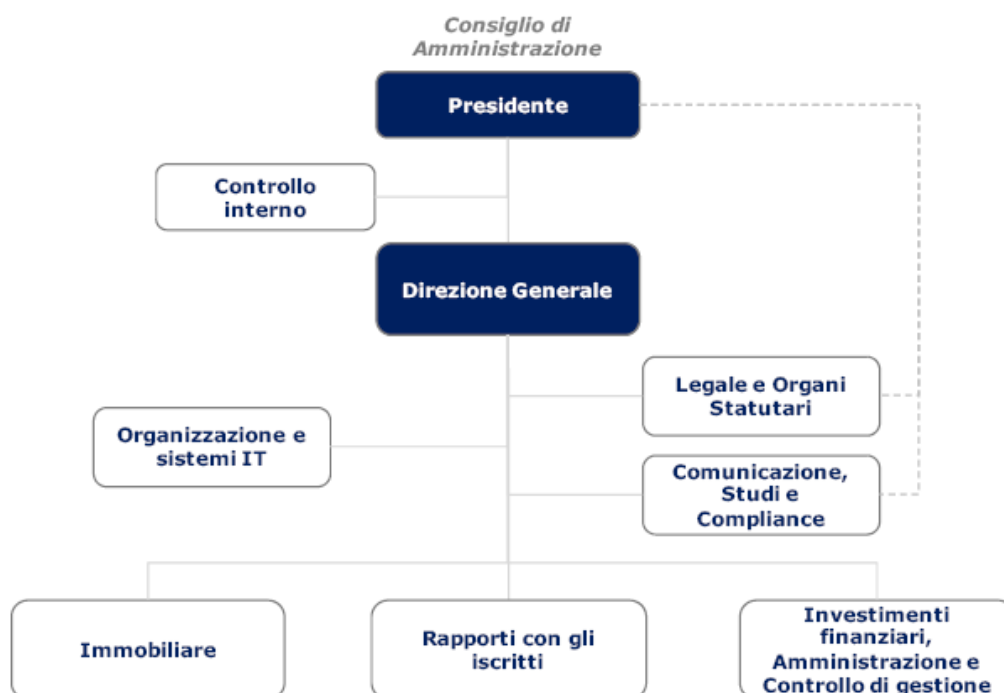 Consiglio di
Amministrazione
Presidente
Controllo
interno
Direzione Generale
Legale e Organi
Statutari
Organizzazione e
sistemi IT
Comunicazione,
Studi e
Compliance
Immobiliare
Rapporti con gli
iscritti
Investimenti
finanziari,
Amministrazione e
Controllo di gestione